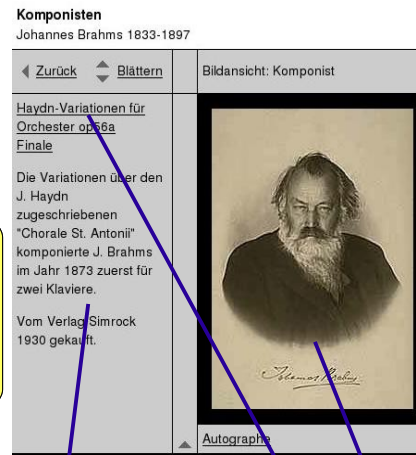 Komponisten
Johannes Brahms 1833-1897
Zurück Blättern
Bildansicht: Komponist
Haydn-Variationen für
Orchester op56a
Finale
Die Variationen über den
J. Haydn
zugeschriebenen
"Chorale St. Antonii"
komponierte J. Brahms
im Jahr 1873 zuerst für
zwei Klaviere.
Vom Verlag Simrock
1930 gekauft.
Johannes Brahms
Autographe